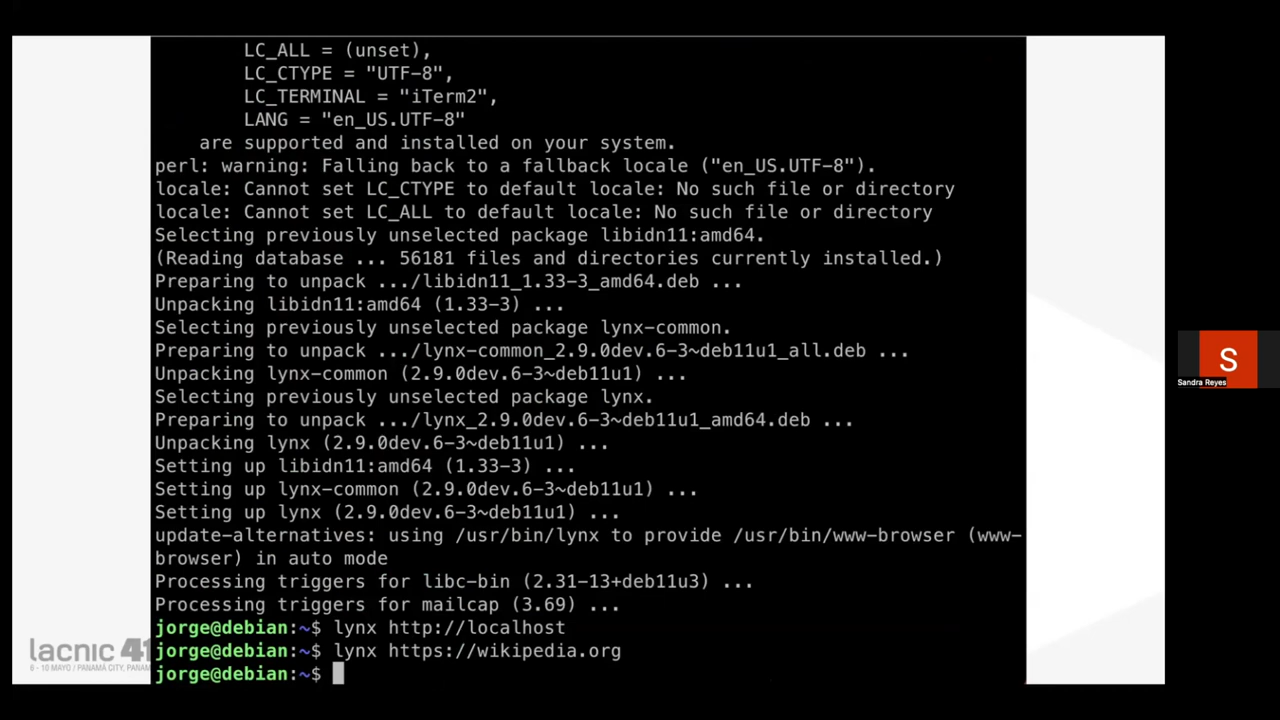 LC_ALL = (unset),
LC_CTYPE = "UTF-8",
LC_TERMINAL = "iTerm2",
LANG = "en_US.UTF-8"
are supported and installed on your system.
perl: warning: Falling back to a fallback locale ("en_US.UTF-8").
locale: Cannot set LC_CTYPE to default locale: No such file or directory
locale: Cannot set LC_ALL to default locale: No such file or directory
Selecting previously unselected package libidn11:amd64.
(Reading database ... 56181 files and directories currently installed.)
Preparing to unpack .../libidn11_1.33-3_amd64.deb ...
Unpacking libidn11:amd64 (1.33-3) ...
Selecting previously unselected package lynx-common.
Preparing to unpack .../lynx-common_2.9.0dev.6-3~deb11u1_all.deb ...
Unpacking lynx-common (2.9.0dev.6-3~deb11u1) ...
Selecting previously unselected package lynx.
Preparing to unpack .../lynx_2.9.0dev.6-3~deb11u1_amd64.deb ...
Unpacking lynx (2.9.0dev.6-3~deb11u1) ...
Setting up libidn11:amd64 (1.33-3) ...
Setting up lynx-common (2.9.0dev.6-3~deb11u1) ...
Setting up lynx (2.9.0dev.6-3~deb11u1) ...
update-alternatives: using /usr/bin/lynx to provide /usr/bin/www-browser (www-
browser) in auto mode
Processing triggers for libc-bin (2.31-13+deb11u3) ...
Processing triggers for mailcap (3.69) ...
jorge@debian:~$ lynx http://localhost
jorge@debian:~$ lynx https://wikipedia.org
jorge@debian:~$
lacnic 41
6 - 10 MAYO / PANAMÁ CITY, PANAM
S
Sandra Reyes